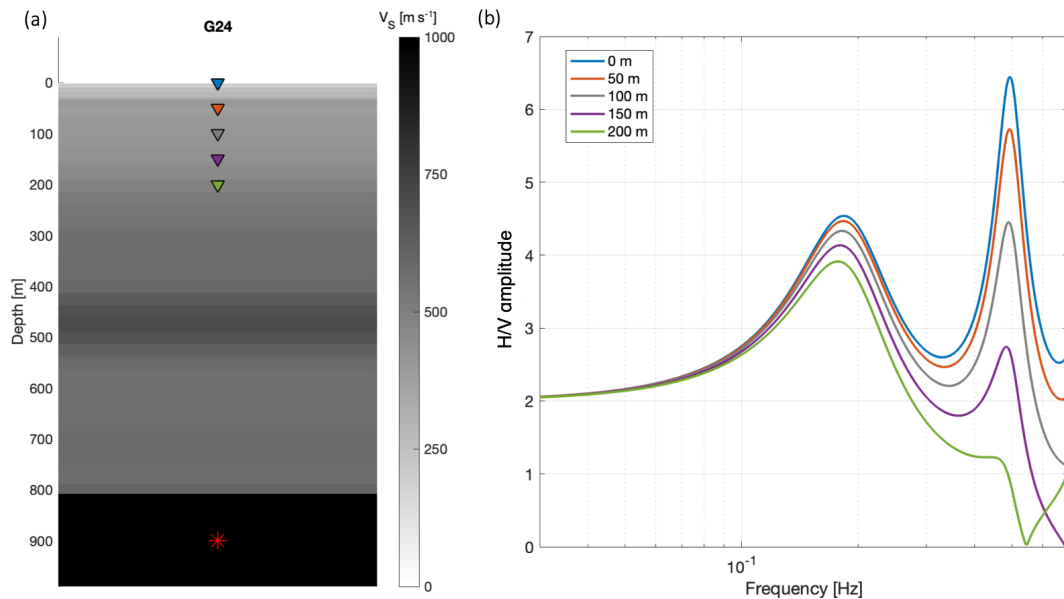 (a)
G24
V_S [m s⁻¹]
1000
750
500
250
0
0
100
200
300
400
500
600
700
800
900
Depth [m]
(b)
0 m
50 m
100 m
150 m
200 m
7
6
5
4
3
2
1
0
H/V amplitude
10⁻¹
Frequency [Hz]